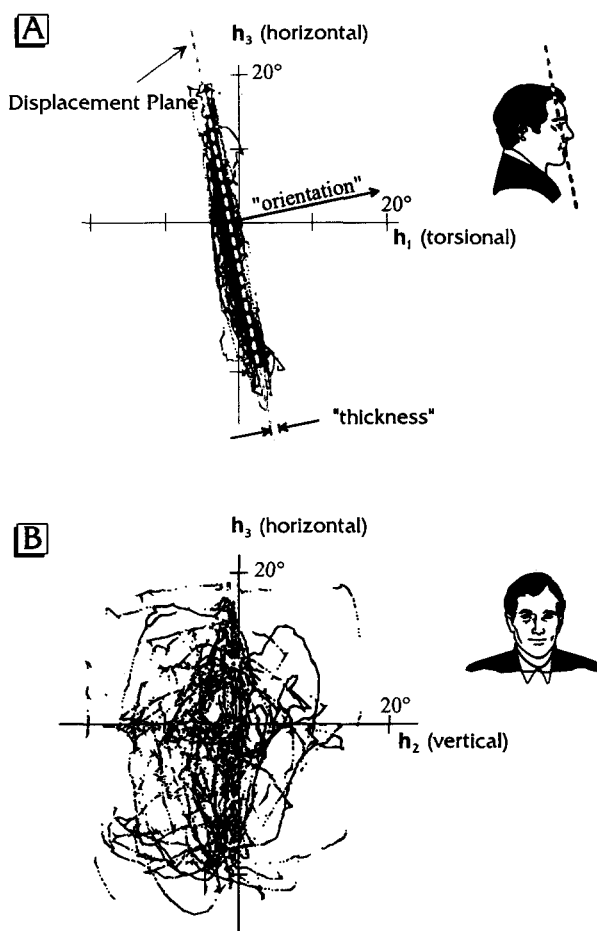 A
h₃ (horizontal)
20°
Displacement Plane
"orientation"
20°
h₁ (torsional)
"thickness"
B
h₃ (horizontal)
20°
20°
h₂ (vertical)